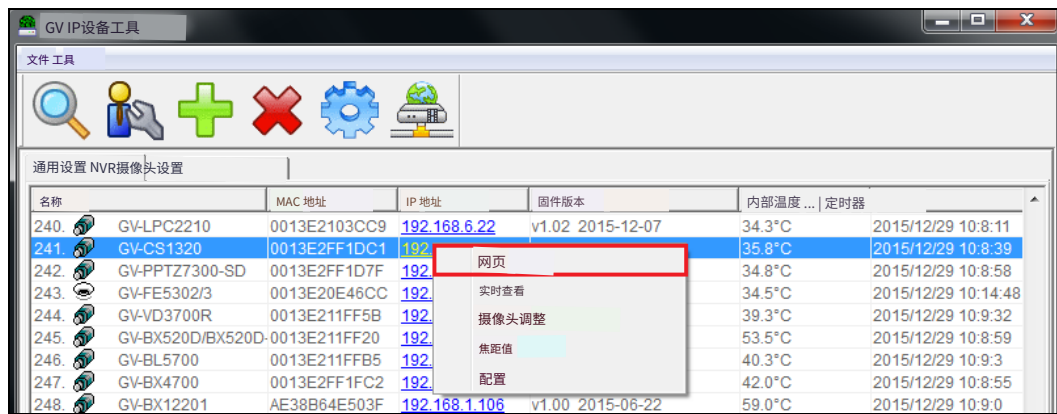 GV IP设备工具
文件 工具
通用设置 NVR摄像头设置
名称 MAC 地址 IP 地址 固件版本 内部温度 ... | 定时器
240. GV-LPC2210 0013E2103CC9 192.168.6.22 v1.02 2015-12-07 34.3°C 2015/12/29 10:8:11
241. GV-CS1320 0013E2FF1DC1 192. 35.8°C 2015/12/29 10:8:39
网页
242. GV-PPTZ7300-SD 0013E2FF1D7F 192. 34.8°C 2015/12/29 10:8:58
243. GV-FE5302/3 0013E20E46CC 192. 34.5°C 2015/12/29 10:14:48
实时查看
244. GV-VD3700R 0013E211FF5B 192. 39.3°C 2015/12/29 10:9:32
摄像头调整
245. GV-BX520D/BX520D- 0013E211FF20 192. 53.5°C 2015/12/29 10:8:59
246. GV-BL5700 0013E211FFB5 192. 40.3°C 2015/12/29 10:9:3
焦距值
247. GV-BX4700 0013E2FF1FC2 192. 42.0°C 2015/12/29 10:8:55
配置
248. GV-BX12201 AE38B64E503F 192.168.1.106 v1.00 2015-06-22 59.0°C 2015/12/29 10:9:0